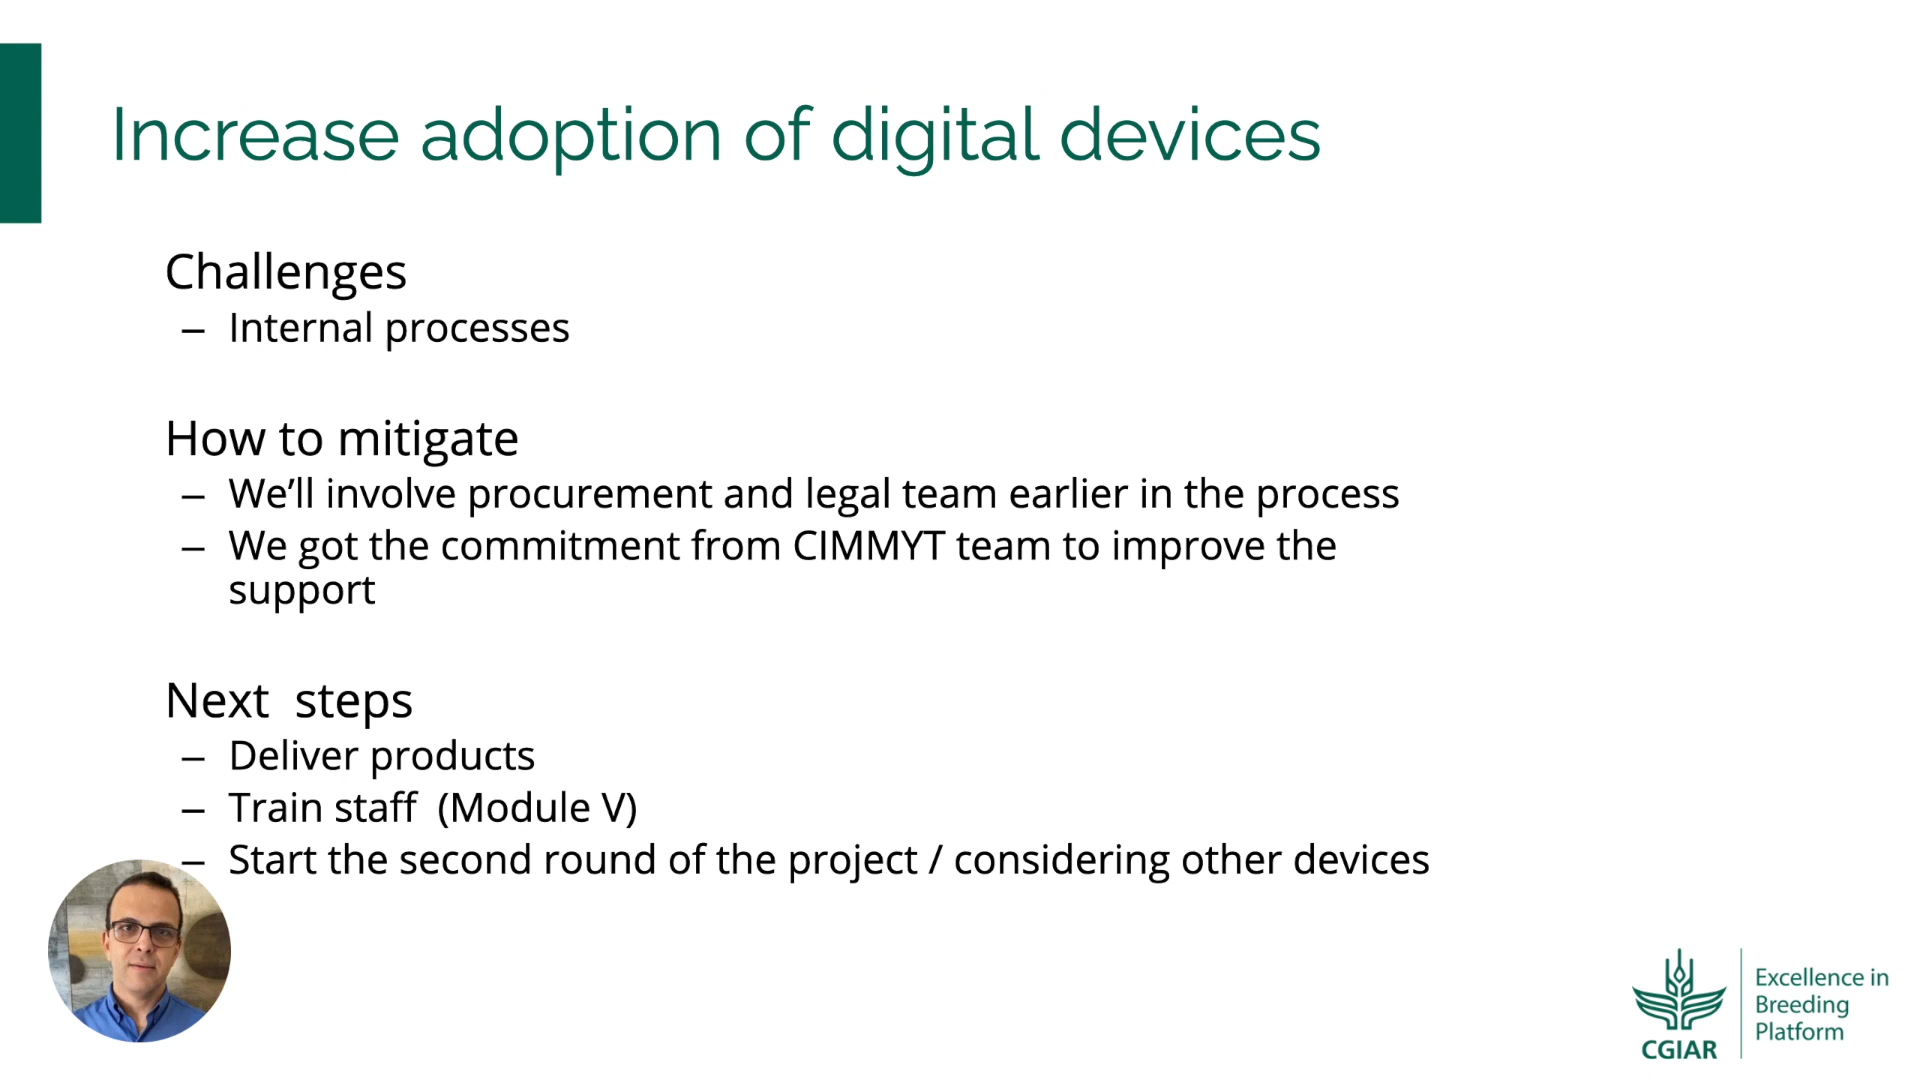 Increase adoption of digital devices
Challenges
– Internal processes
How to mitigate
– We’ll involve procurement and legal team earlier in the process
– We got the commitment from CIMMYT team to improve the
support
Next  steps
– Deliver products
– Train staff  (Module V)
– Start the second round of the project / considering other devices
CGIAR
Excellence in
Breeding
Platform